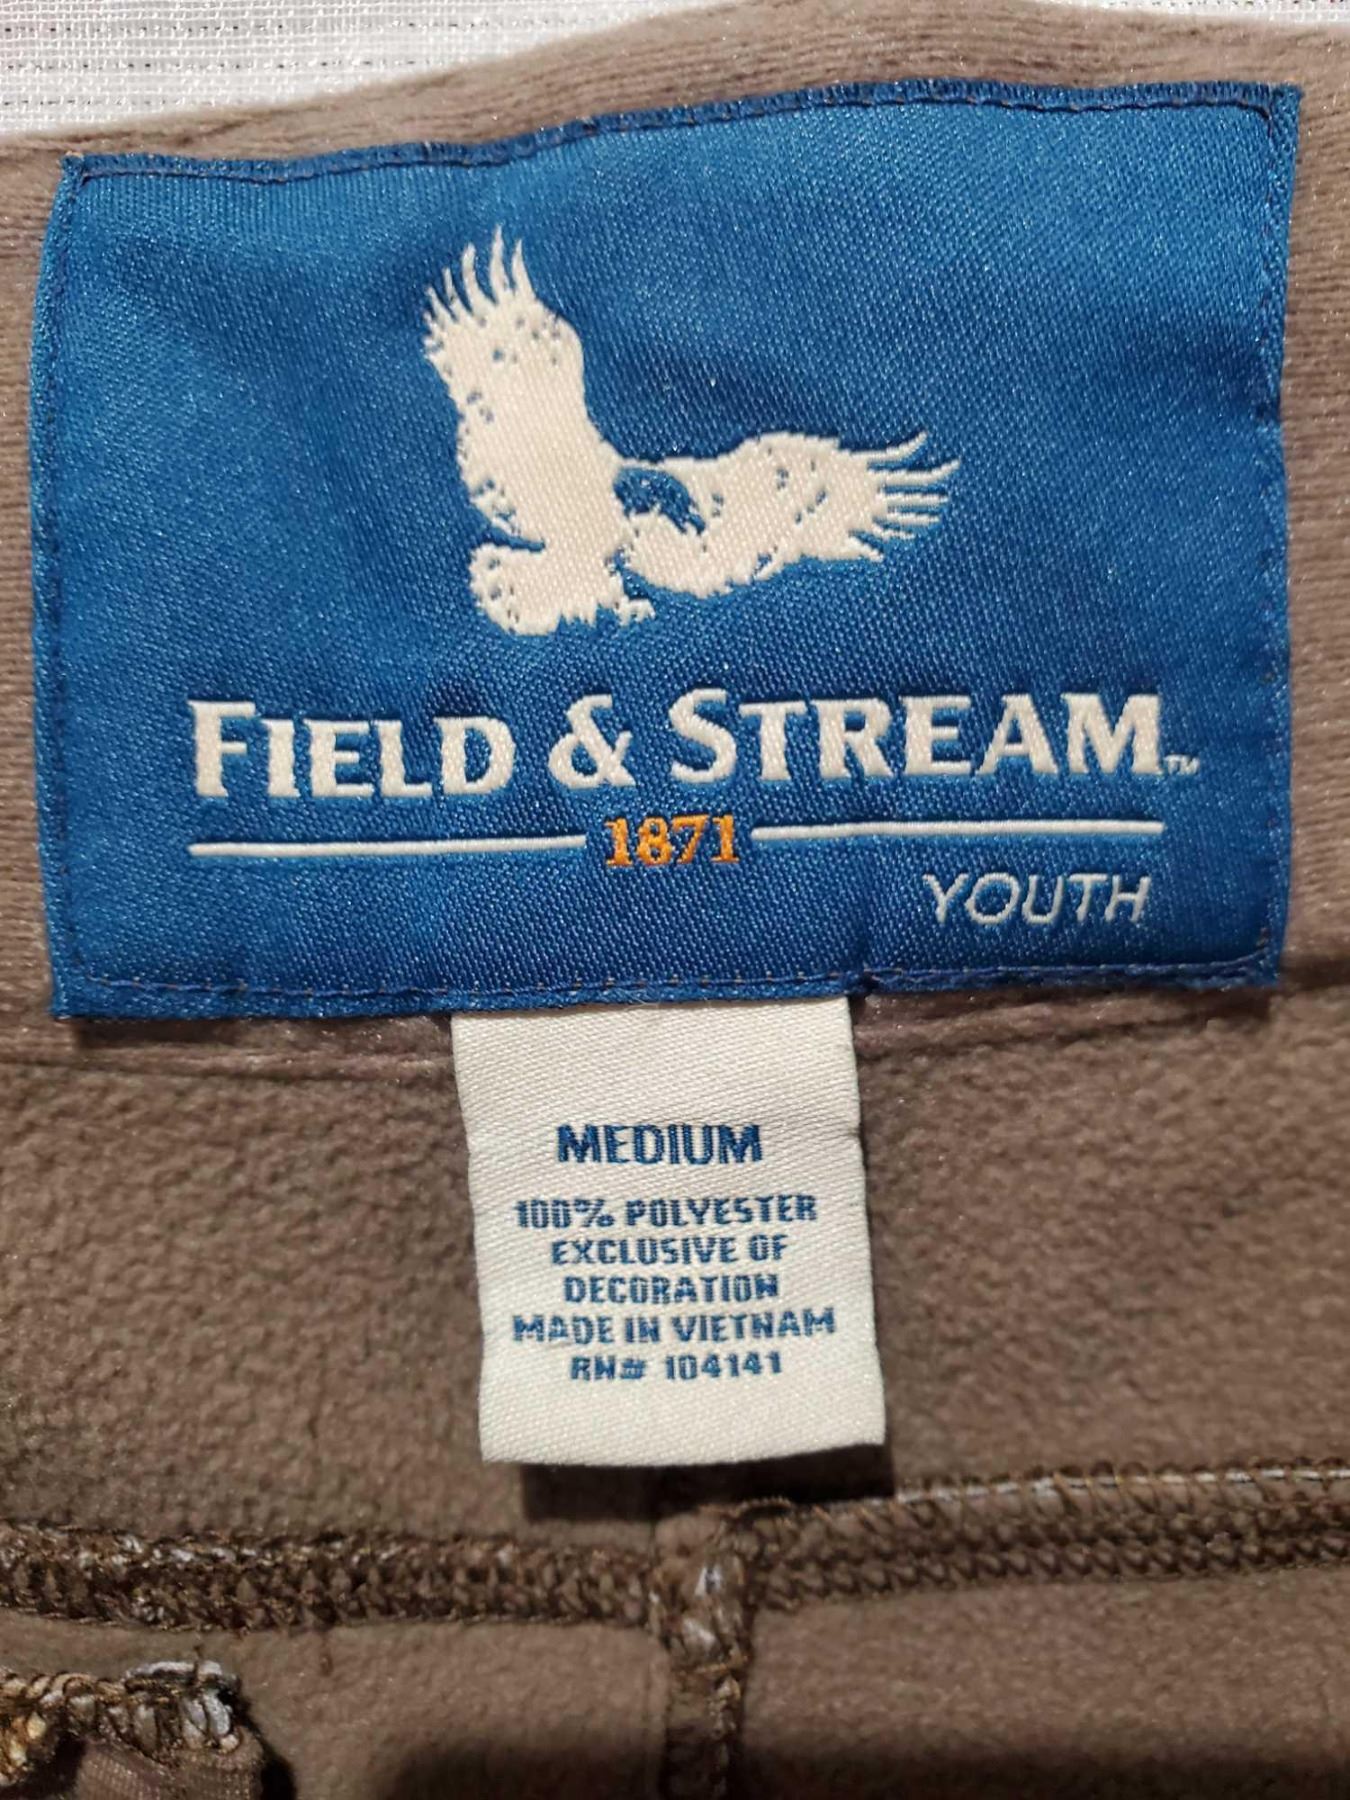 FIELD & STREAM™
1871
YOUTH
MEDIUM
100% POLYESTER
EXCLUSIVE OF
DECORATION
MADE IN VIETNAM
RN# 104141